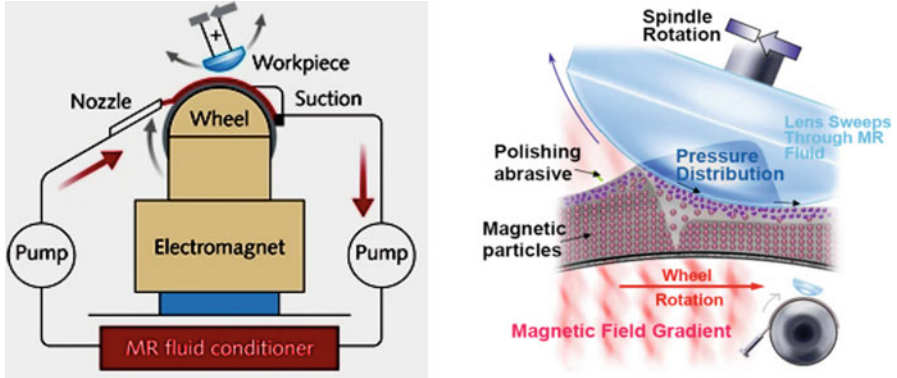 +
Workpiece
Nozzle
Suction
Wheel
Pump
Electromagnet
Pump
MR fluid conditioner
Spindle
Rotation
Lens Sweeps
Through MR
Fluid
Polishing
abrasive
Pressure
Distribution
Magnetic
particles
Wheel
Rotation
Magnetic Field Gradient